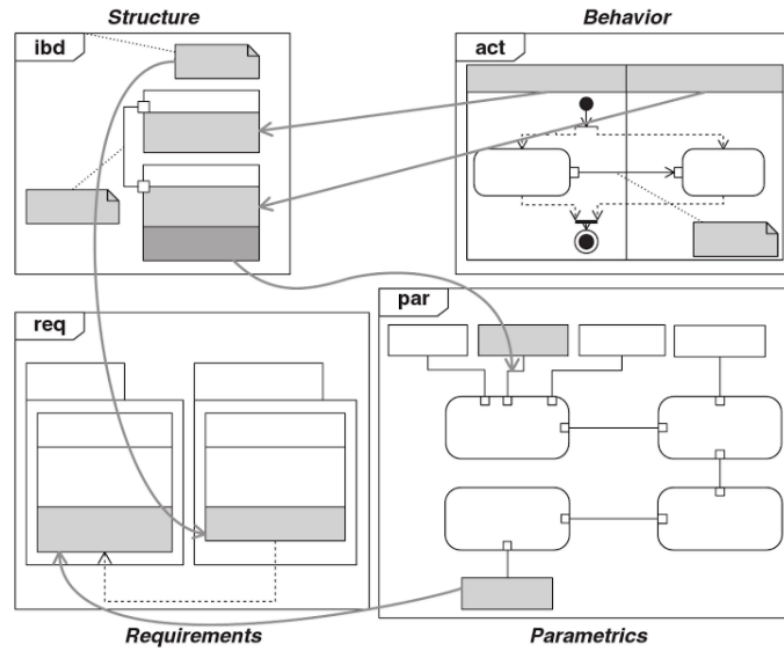 Structure
Behavior
ibd
act
req
par
Requirements
Parametrics